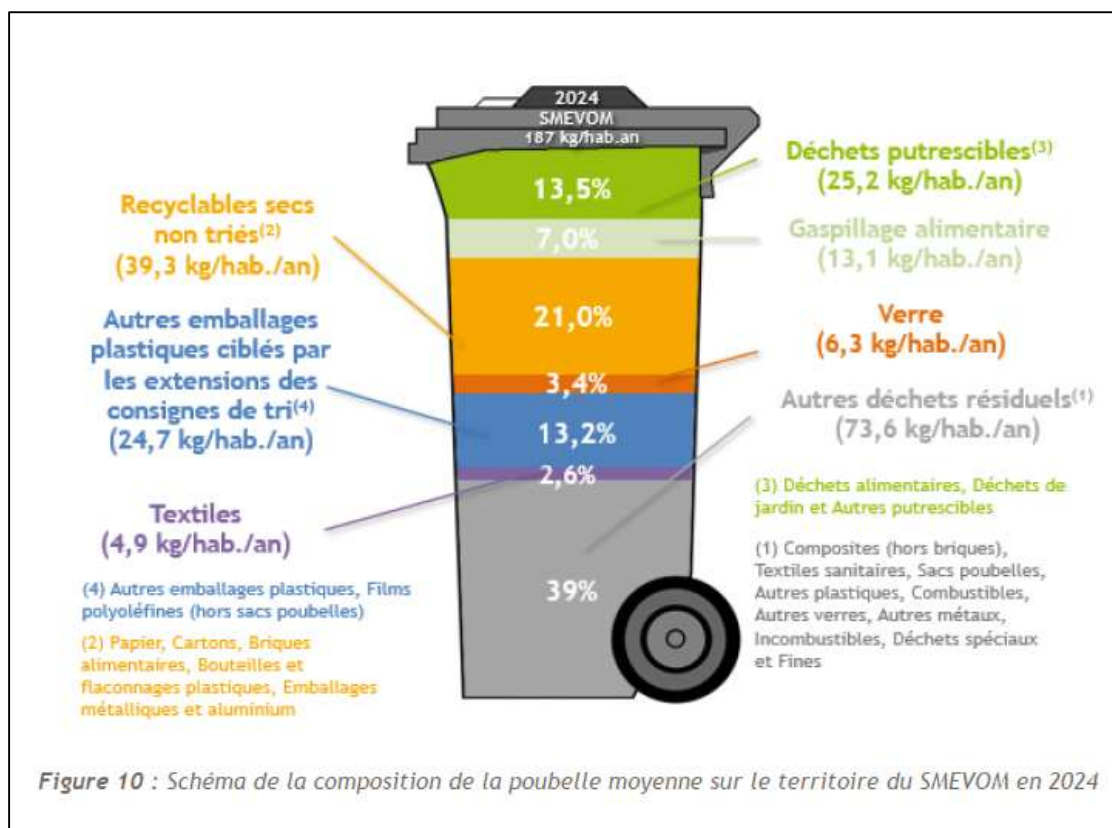 2024
SMEVOM
187 kg/hab.an
13,5%
7,0%
21,0%
3,4%
13,2%
2,6%
39%
Recyclables secs
non triés(2)
(39,3 kg/hab./an)
Autres emballages
plastiques ciblés par
les extensions des
consignes de tri(4)
(24,7 kg/hab./an)
Textiles
(4,9 kg/hab./an)
(4) Autres emballages plastiques, Films
polyoléfines (hors sacs poubelles)
(2) Papier, Cartons, Briques
alimentaires, Bouteilles et
flaconnages plastiques, Emballages
métalliques et aluminium
Déchets putrescibles(3)
(25,2 kg/hab./an)
Gaspillage alimentaire
(13,1 kg/hab./an)
Verre
(6,3 kg/hab./an)
Autres déchets résiduels(1)
(73,6 kg/hab./an)
(3) Déchets alimentaires, Déchets de
jardin et Autres putrescibles
(1) Composites (hors briques),
Textiles sanitaires, Sacs poubelles,
Autres plastiques, Combustibles,
Autres verres, Autres métaux,
Incombustibles, Déchets spéciaux
et Fines
Figure 10 : Schéma de la composition de la poubelle moyenne sur le territoire du SMEVOM en 2024